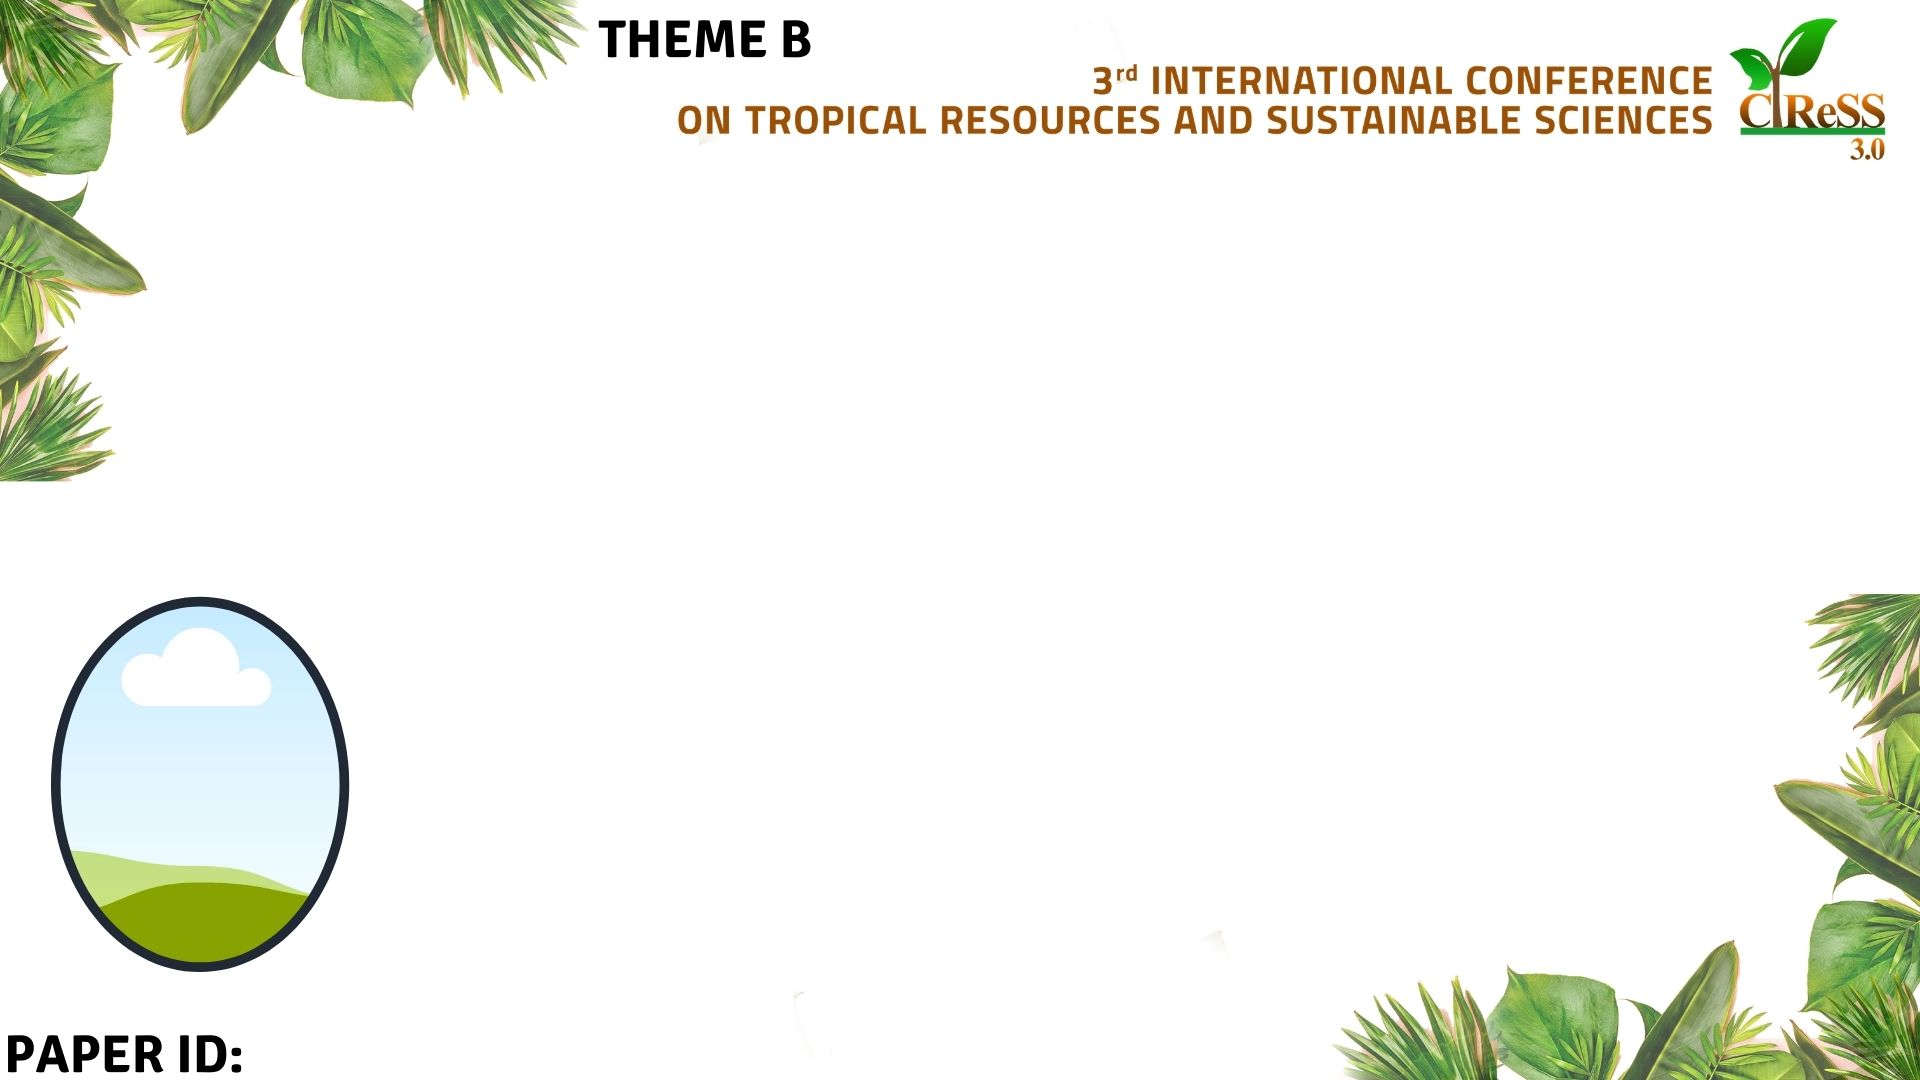 THEME B
3rd INTERNATIONAL CONFERENCE
ON TROPICAL RESOURCES AND SUSTAINABLE SCIENCES
CTReSS
3.0
PAPER ID: